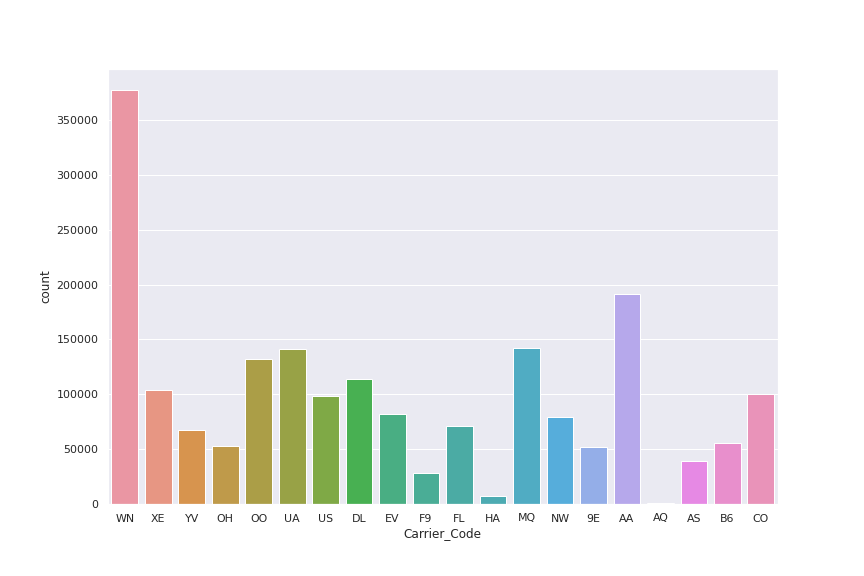 350000
300000
250000
200000
150000
100000
50000
0
count
WN XE YV OH OO UA US DL EV F9 FL HA MQ NW 9E AA AQ AS B6 CO
Carrier_Code